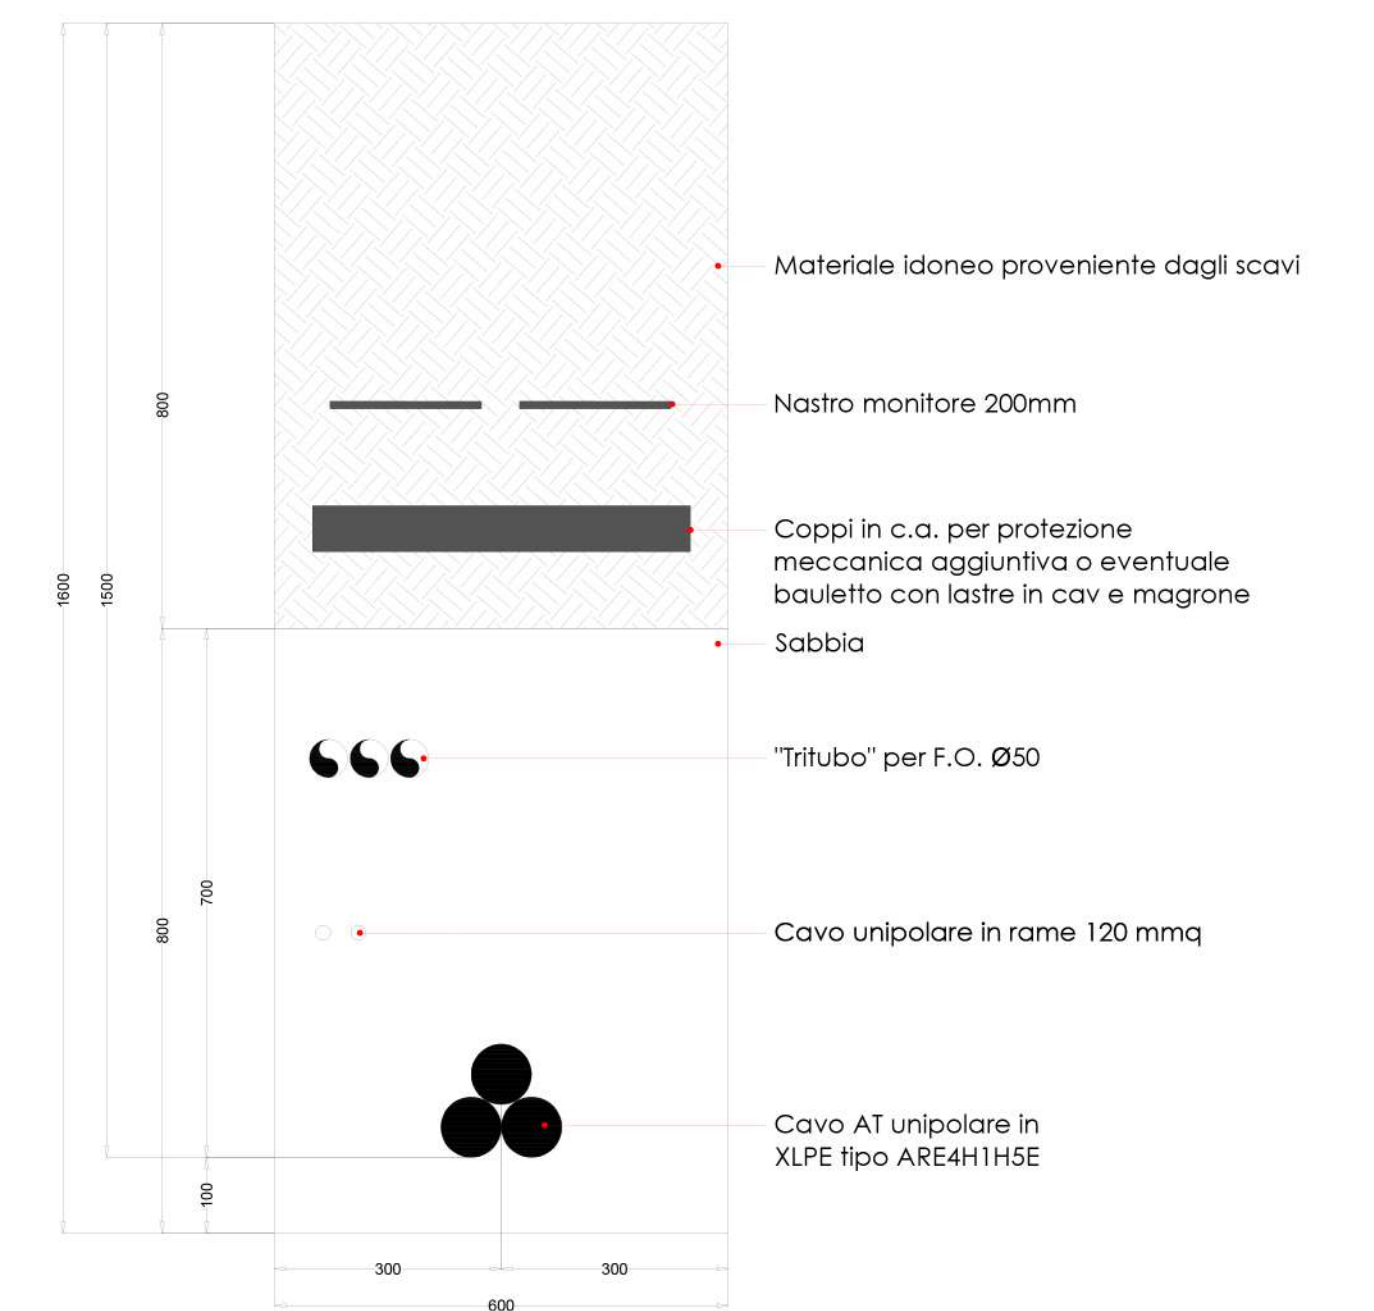 Materiale idoneo proveniente dagli scavi
800
Nastro monitore 200mm
Coppi in c.a. per protezione
meccanica aggiuntiva o eventuale
bauletto con lastre in cav e magrone
1600
1500
Sabbia
"Tritubo" per F.O. Ø50
700
800
Cavo unipolare in rame 120 mmq
Cavo AT unipolare in
XLPE tipo ARE4H1H5E
100
300
300
600